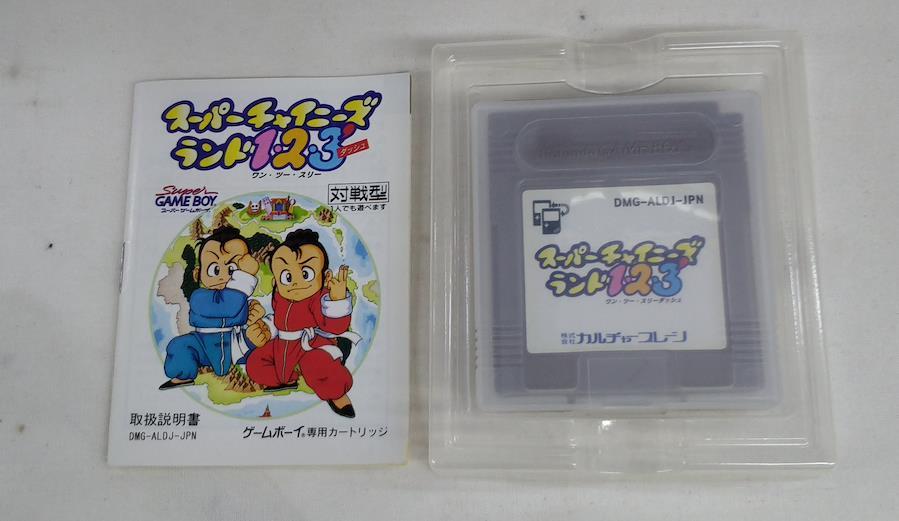 スーパーチャイニーズ
ランド1・2・3'
ダッシュ
ワン・ツー・スリー
Super
GAME BOY
スーパーゲームボーイ
対戦型
1人でも遊べます
取扱説明書
DMG-ALDJ-JPN
ゲームボーイ®専用カートリッジ
DMG-ALDJ-JPN
スーパーチャイニーズ
ランド1・2・3'
ワン・ツー・スリーダッシュ
株式会社 カルチャーブレーン